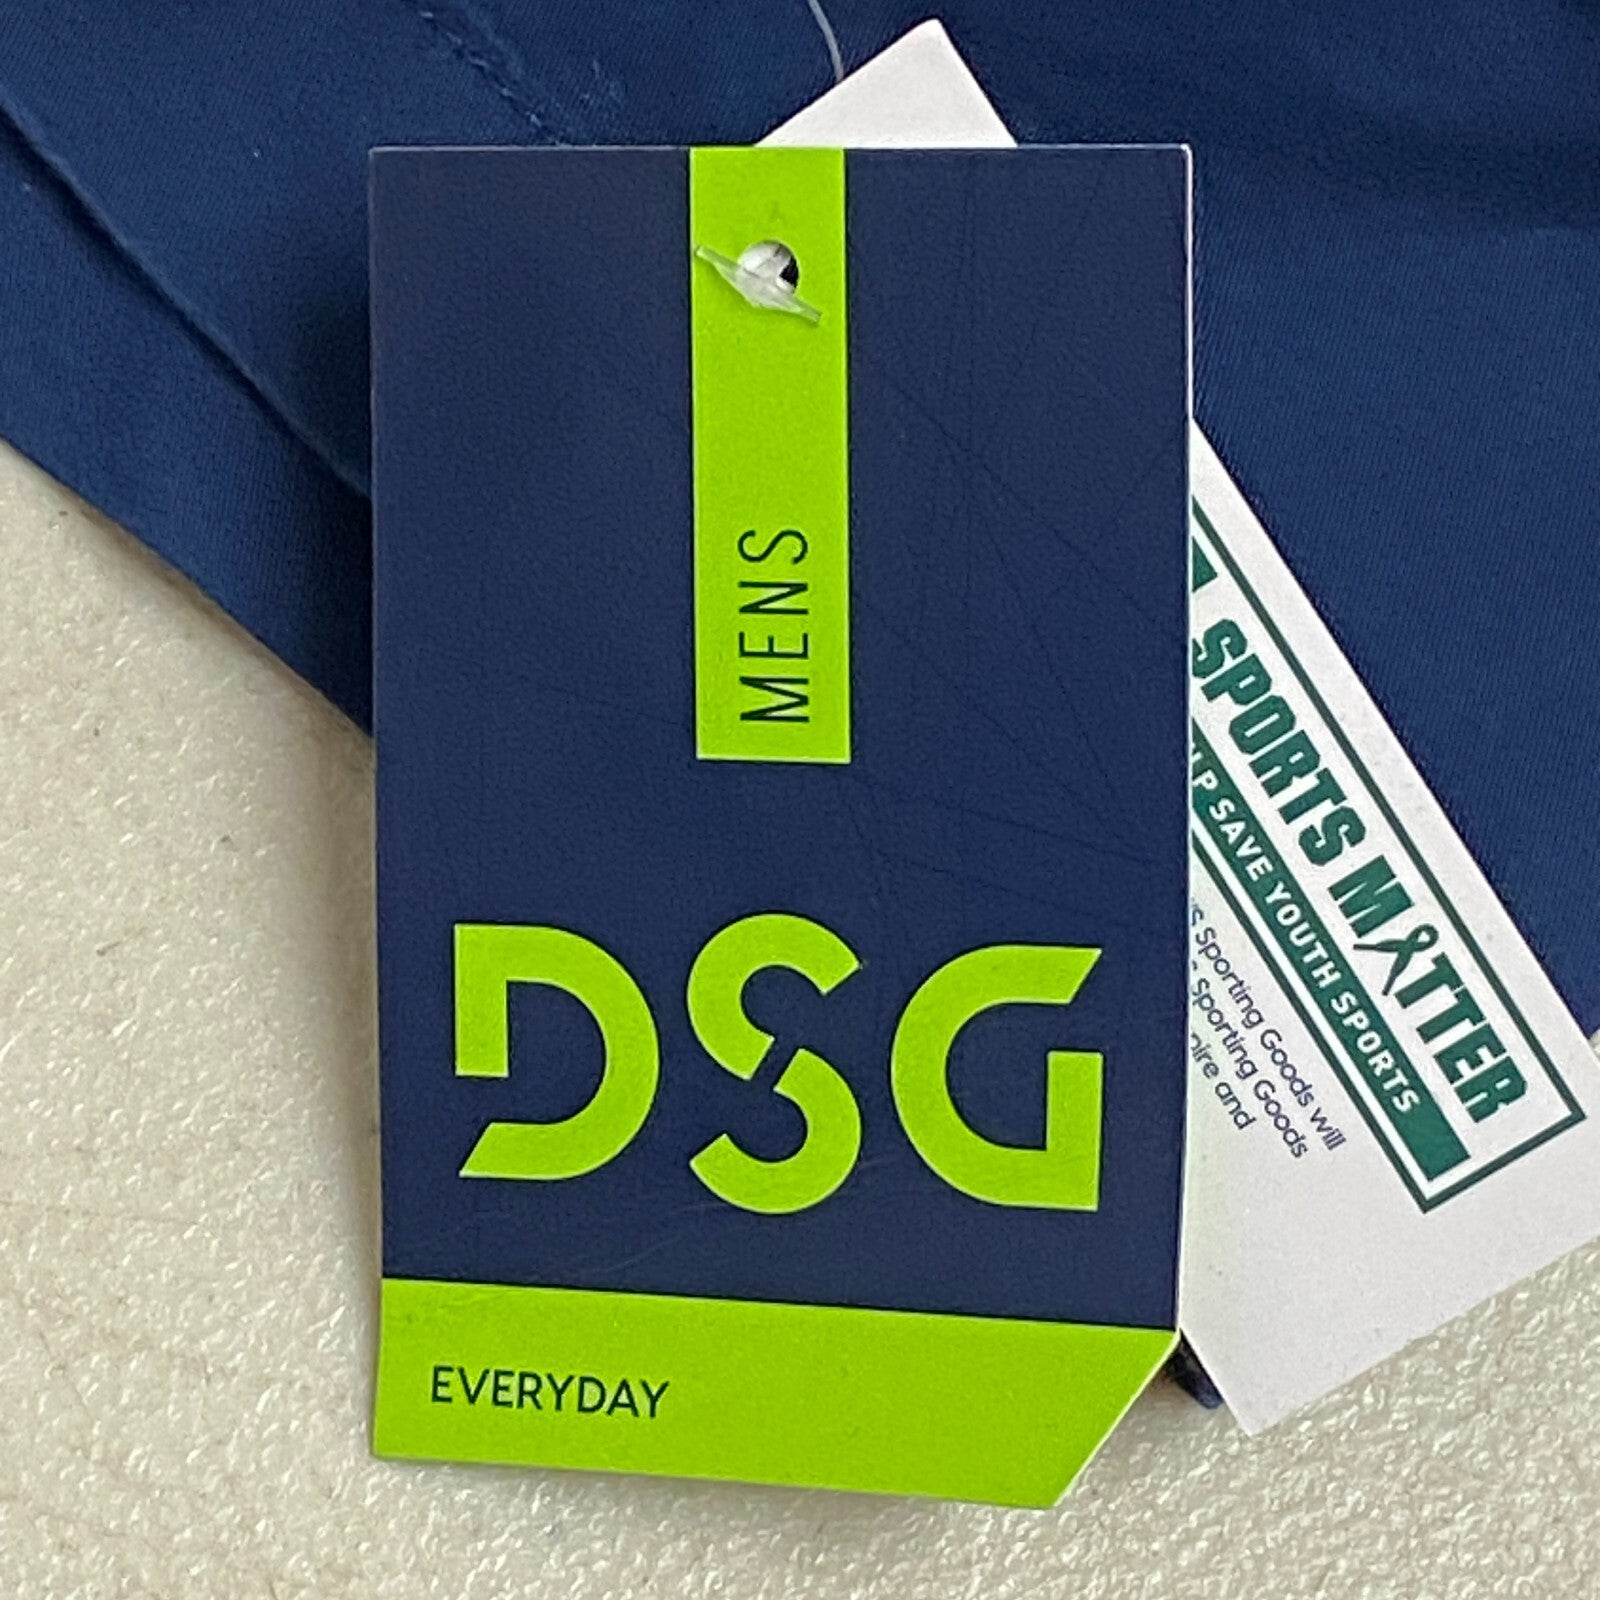 MENS
DSG
EVERYDAY
SPORTS MATTER
SAVE YOUTH SPORTS
Sporting Goods will
Sporting Goods
and